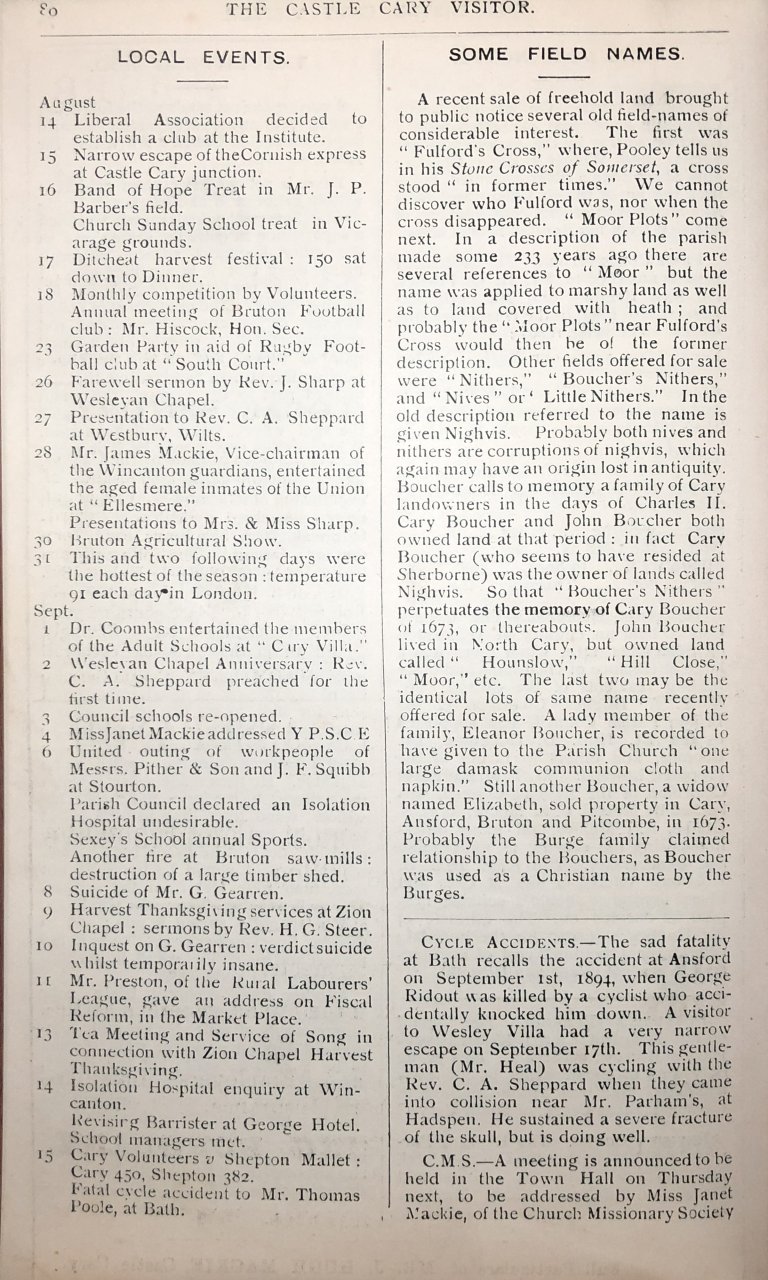 80
THE CASTLE CARY VISITOR.
LOCAL EVENTS.
August
14 Liberal Association decided to
establish a club at the Institute.
15 Narrow escape of theCornish express
at Castle Cary junction.
16 Band of Hope Treat in Mr. J. P.
Barber's field.
Church Sunday School treat in Vic-
arage grounds.
17 Ditcheat harvest festival : 150 sat
down to Dinner.
18 Monthly competition by Volunteers.
Annual meeting of Bruton Football
club : Mr. Hiscock, Hon. Sec.
23 Garden Party in aid of Rugby Foot-
ball club at " South Court."
26 Farewell sermon by Rev. J. Sharp at
Wesleyan Chapel.
27 Presentation to Rev. C. A. Sheppard
at Westbury, Wilts.
28 Mr. James Mackie, Vice-chairman of
the Wincanton guardians, entertained
the aged female inmates of the Union
at " Ellesmere."
Presentations to Mrs. & Miss Sharp.
30 Bruton Agricultural Show.
31 This and two following days were
the hottest of the season : temperature
91 each day in London.
Sept.
1 Dr. Coombs entertained the members
of the Adult Schools at " Cary Villa."
2 Wesleyan Chapel Anniversary : Rev.
C. A. Sheppard preached for the
first time.
3 Council schools re-opened.
4 MissJanetMackieaddressed Y P.S.C E
6 United outing of workpeople of
Messrs. Pither & Son and J. F. Squibb
at Stourton.
Parish Council declared an Isolation
Hospital undesirable.
Sexey's School annual Sports.
Another fire at Bruton saw-mills :
destruction of a large timber shed.
8 Suicide of Mr. G. Gearren.
9 Harvest Thanksgiving services at Zion
Chapel : sermons by Rev. H. G. Steer.
10 Inquest on G. Gearren : verdict suicide
whilst temporarily insane.
11 Mr. Preston, of the Rural Labourers'
League, gave an address on Fiscal
Reform, in the Market Place.
13 Tea Meeting and Service of Song in
connection with Zion Chapel Harvest
Thanksgiving.
14 Isolation Hospital enquiry at Win-
canton.
Revising Barrister at George Hotel.
School managers met.
15 Cary Volunteers v Shepton Mallet :
Cary 450, Shepton 382.
Fatal cycle accident to Mr. Thomas
Poole, at Bath.
SOME FIELD NAMES.
A recent sale of freehold land brought
to public notice several old field-names of
considerable interest. The first was
" Fulford's Cross," where, Pooley tells us
in his Stone Crosses of Somerset, a cross
stood " in former times." We cannot
discover who Fulford was, nor when the
cross disappeared. " Moor Plots " come
next. In a description of the parish
made some 233 years ago there are
several references to " Moor " but the
name was applied to marshy land as well
as to land covered with heath ; and
probably the " Moor Plots " near Fulford's
Cross would then be of the former
description. Other fields offered for sale
were " Nithers," " Boucher's Nithers,"
and " Nives " or ' Little Nithers." In the
old description referred to the name is
given Nighvis. Probably both nives and
nithers are corruptions of nighvis, which
again may have an origin lost in antiquity.
Boucher calls to memory a family of Cary
landowners in the days of Charles II.
Cary Boucher and John Boucher both
owned land at that period : in fact Cary
Boucher (who seems to have resided at
Sherborne) was the owner of lands called
Nighvis. So that " Boucher's Nithers "
perpetuates the memory of Cary Boucher
of 1673, or thereabouts. John Boucher
lived in North Cary, but owned land
called " Hounslow," " Hill Close,"
" Moor," etc. The last two may be the
identical lots of same name recently
offered for sale. A lady member of the
family, Eleanor Boucher, is recorded to
have given to the Parish Church " one
large damask communion cloth and
napkin." Still another Boucher, a widow
named Elizabeth, sold property in Cary,
Ansford, Bruton and Pitcombe, in 1673.
Probably the Burge family claimed
relationship to the Bouchers, as Boucher
was used as a Christian name by the
Burges.
CYCLE ACCIDENTS.—The sad fatality
at Bath recalls the accident at Ansford
on September 1st, 1894, when George
Ridout was killed by a cyclist who acci-
dentally knocked him down. A visitor
to Wesley Villa had a very narrow
escape on September 17th. This gentle-
man (Mr. Heal) was cycling with the
Rev. C. A. Sheppard when they came
into collision near Mr. Parham's, at
Hadspen. He sustained a severe fracture
of the skull, but is doing well.
C.M.S.—A meeting is announced to be
held in the Town Hall on Thursday
next, to be addressed by Miss Janet
Mackie, of the Church Missionary Society